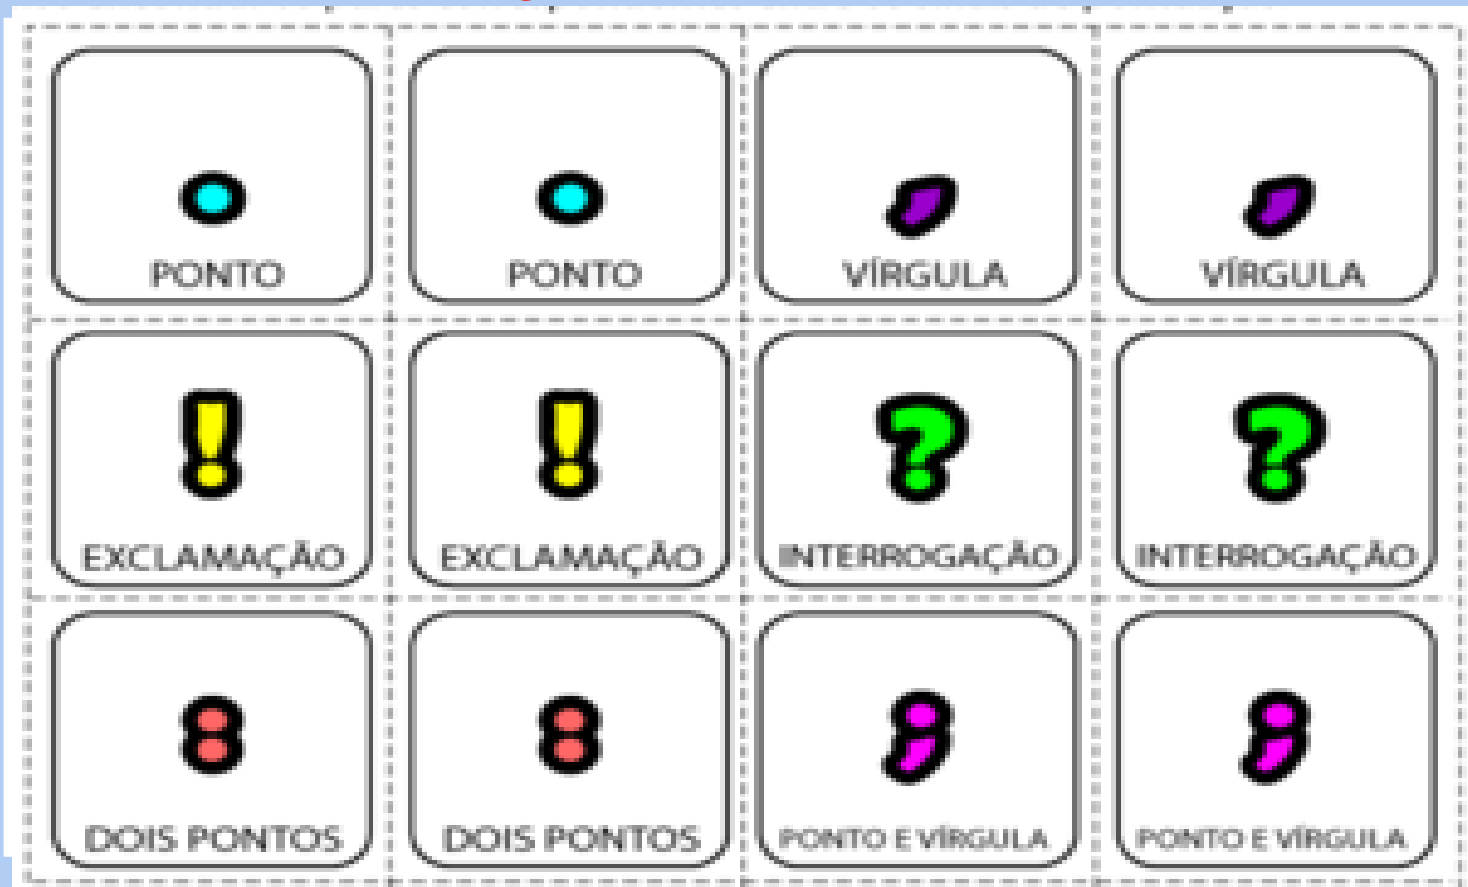 .
.
,
,
PONTO
PONTO
VÍRGULA
VÍRGULA
!
!
?
?
EXCLAMAÇÃO
EXCLAMAÇÃO
INTERROGAÇÃO
INTERROGAÇÃO
:
:
;
;
DOIS PONTOS
DOIS PONTOS
PONTO E VÍRGULA
PONTO E VÍRGULA